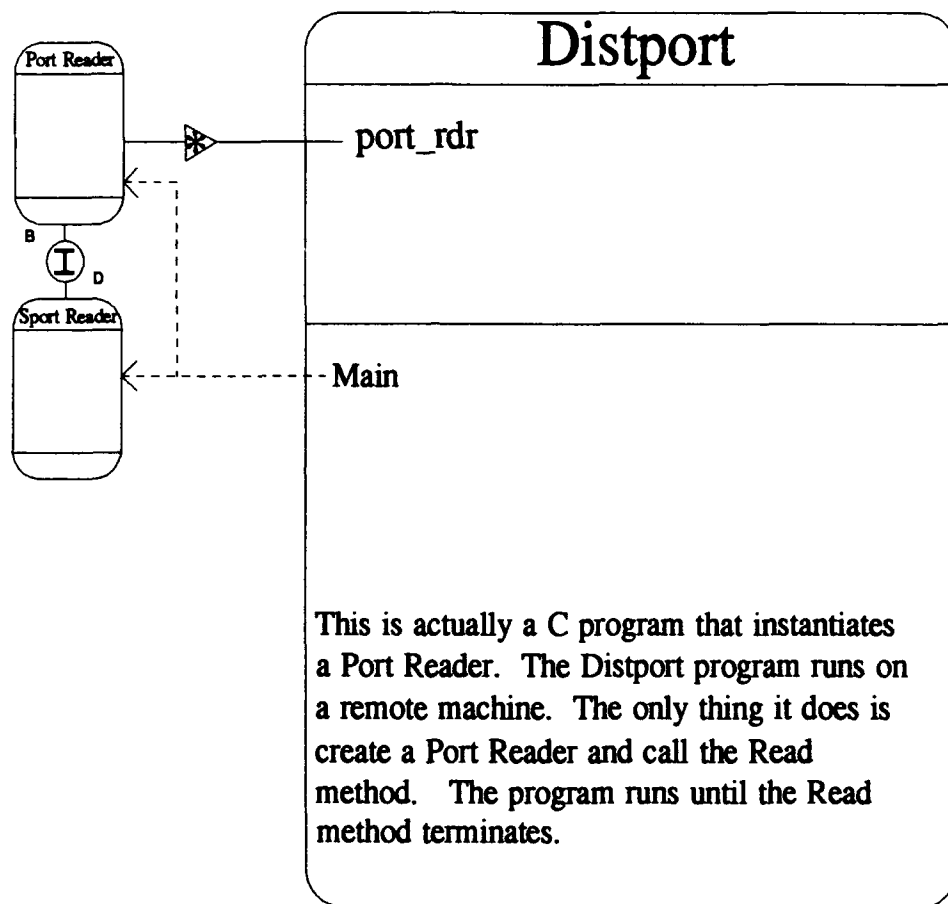 Distport
Port Reader
port_rdr
B
I
D
Sport Reader
Main
This is actually a C program that instantiates
a Port Reader. The Distport program runs on
a remote machine. The only thing it does is
create a Port Reader and call the Read
method. The program runs until the Read
method terminates.